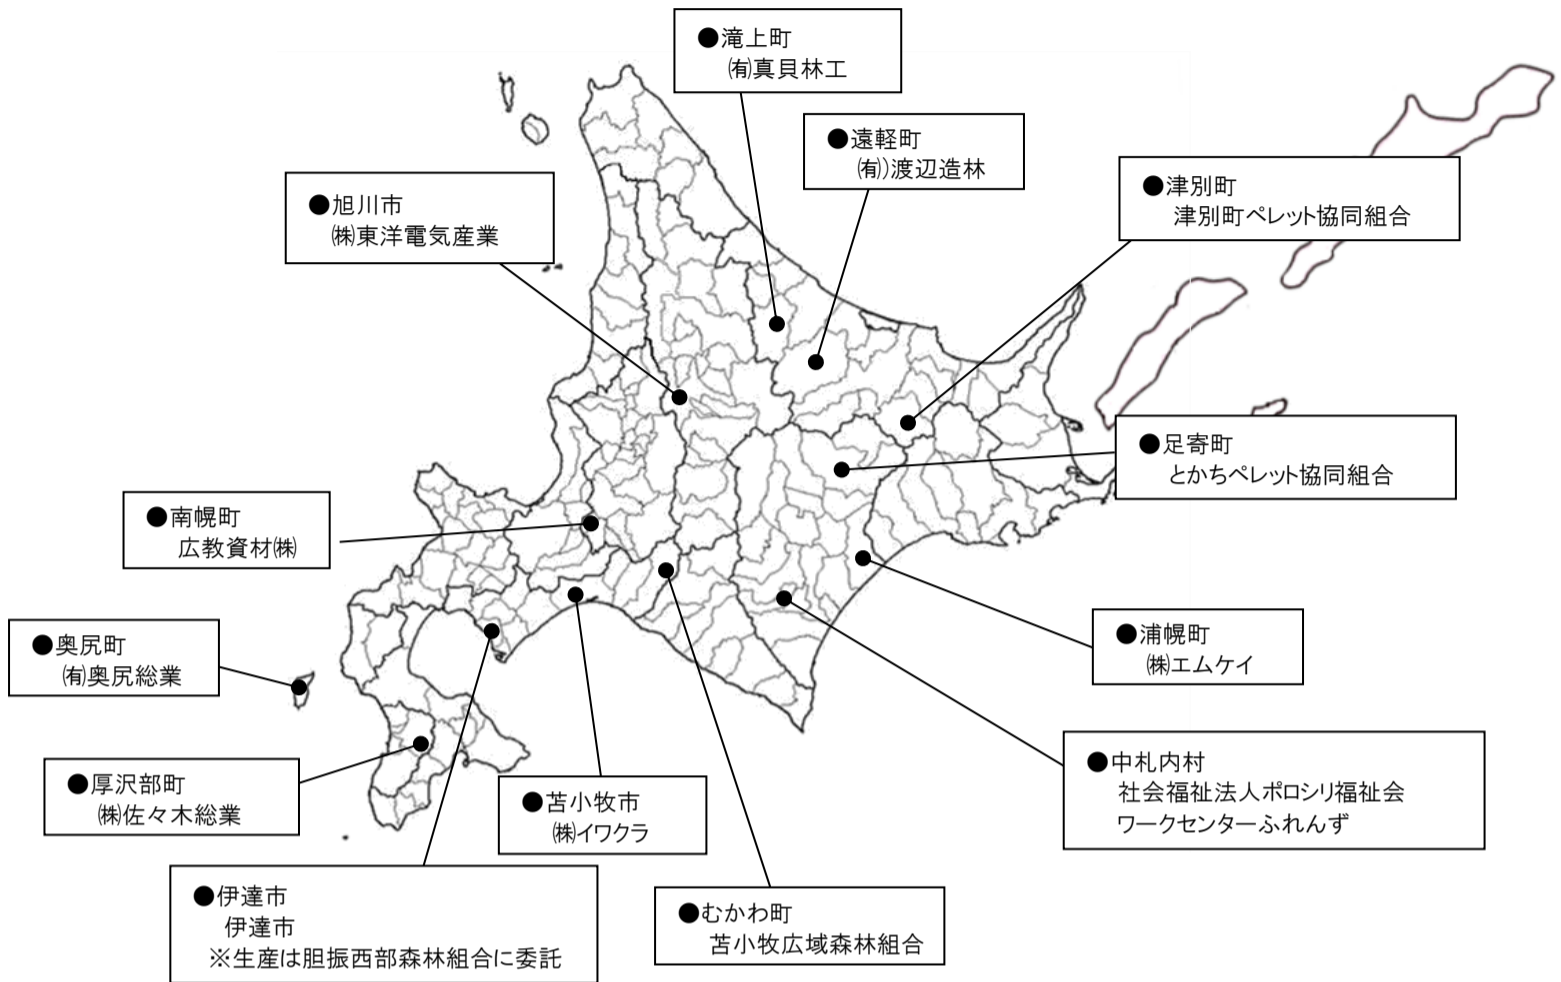 ●滝上町
㈲真貝林工
●遠軽町
㈲)渡辺造林
●津別町
津別町ペレット協同組合
●旭川市
㈱東洋電気産業
●足寄町
とかちペレット協同組合
●南幌町
広教資材㈱
●浦幌町
㈱エムケイ
●奥尻町
㈲奥尻総業
●中札内村
社会福祉法人ポロシリ福祉会
ワークセンターふれんず
●厚沢部町
㈱佐々木総業
●苫小牧市
㈱イワクラ
●伊達市
伊達市
※生産は胆振西部森林組合に委託
●むかわ町
苫小牧広域森林組合